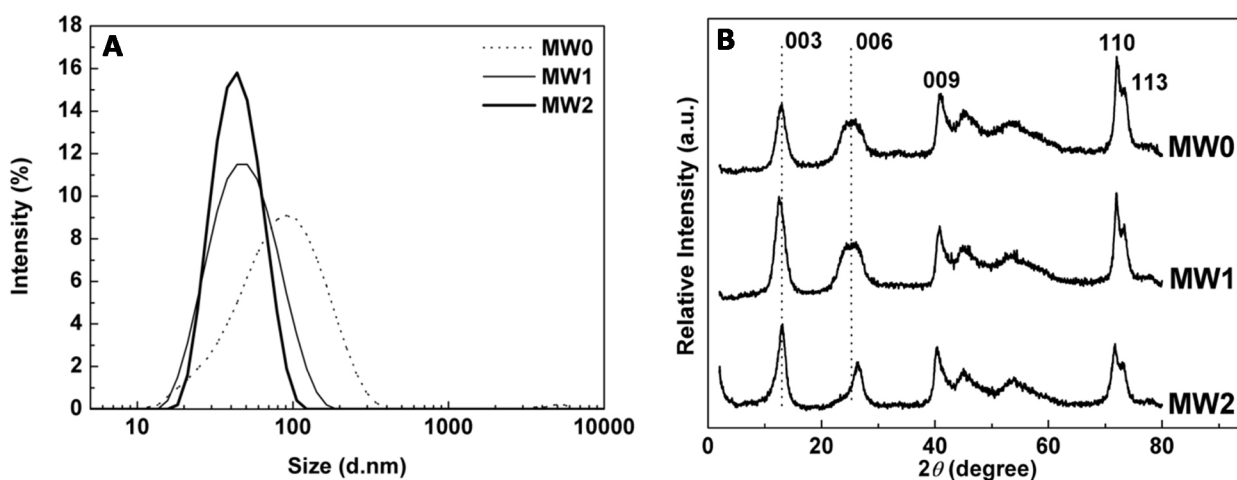 A
18
16
14
12
10
8
6
4
2
0
MW0
MW1
MW2
10
100
1000
10000
Intensity (%)
Size (d.nm)
B
003
006
009
110
113
MW0
MW1
MW2
0
20
40
60
80
Relative Intensity (a.u.)
2θ (degree)